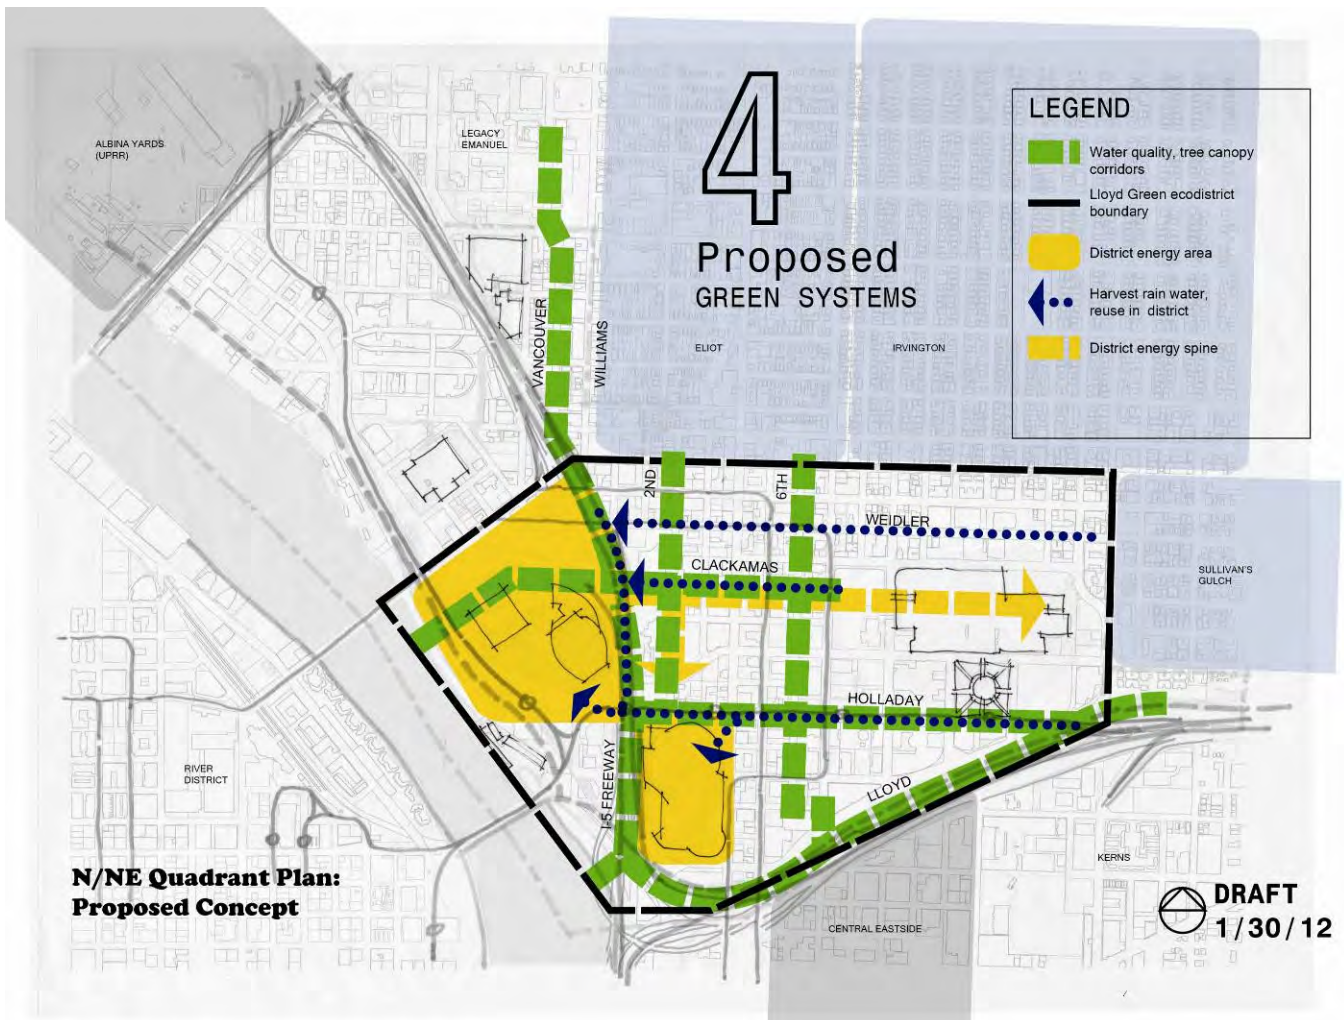 4
Proposed
GREEN SYSTEMS
LEGEND
Water quality, tree canopy
corridors
Lloyd Green ecodistrict
boundary
District energy area
Harvest rain water,
reuse in district
District energy spine
ALBINA YARDS
(UPRR)
LEGACY
EMANUEL
VANCOUVER
WILLIAMS
ELIOT
IRVINGTON
2ND
6TH
WEIDLER
CLACKAMAS
SULLIVAN'S
GULCH
HOLLADAY
I-5 FREEWAY
LLOYD
RIVER
DISTRICT
KERNS
CENTRAL EASTSIDE
N/NE Quadrant Plan:
Proposed Concept
DRAFT
1/30/12